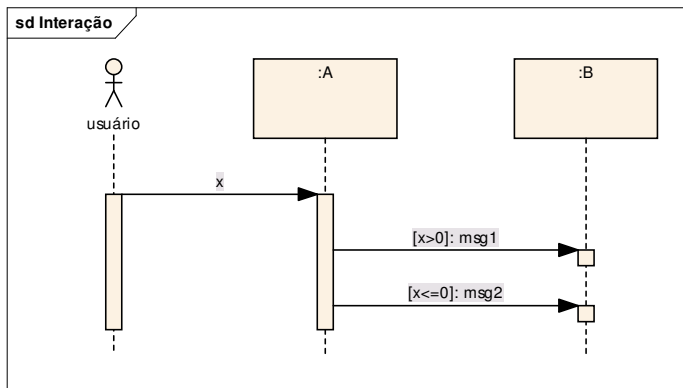 sd Interação
usuário
:A
:B
x
[x>0]: msg1
[x<=0]: msg2